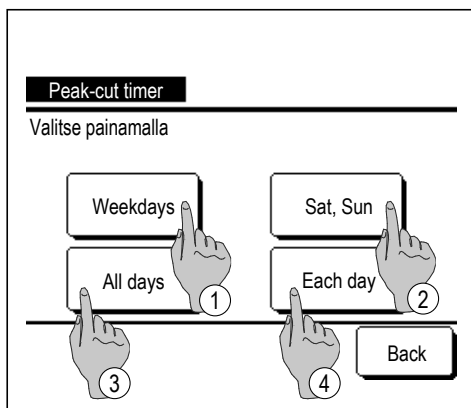 Peak-cut timer
Valitse painamalla
Weekdays
Sat, Sun
1
2
All days
Each day
3
4
Back